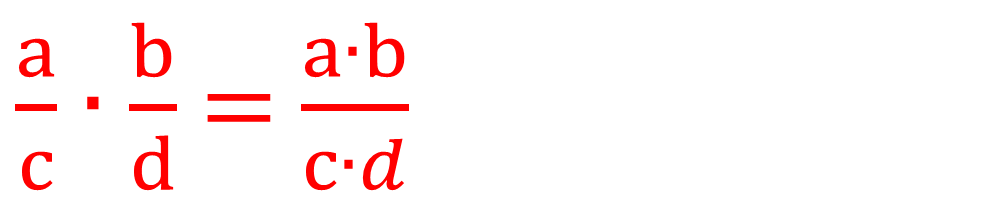 a/c · b/d = a·b/c·d